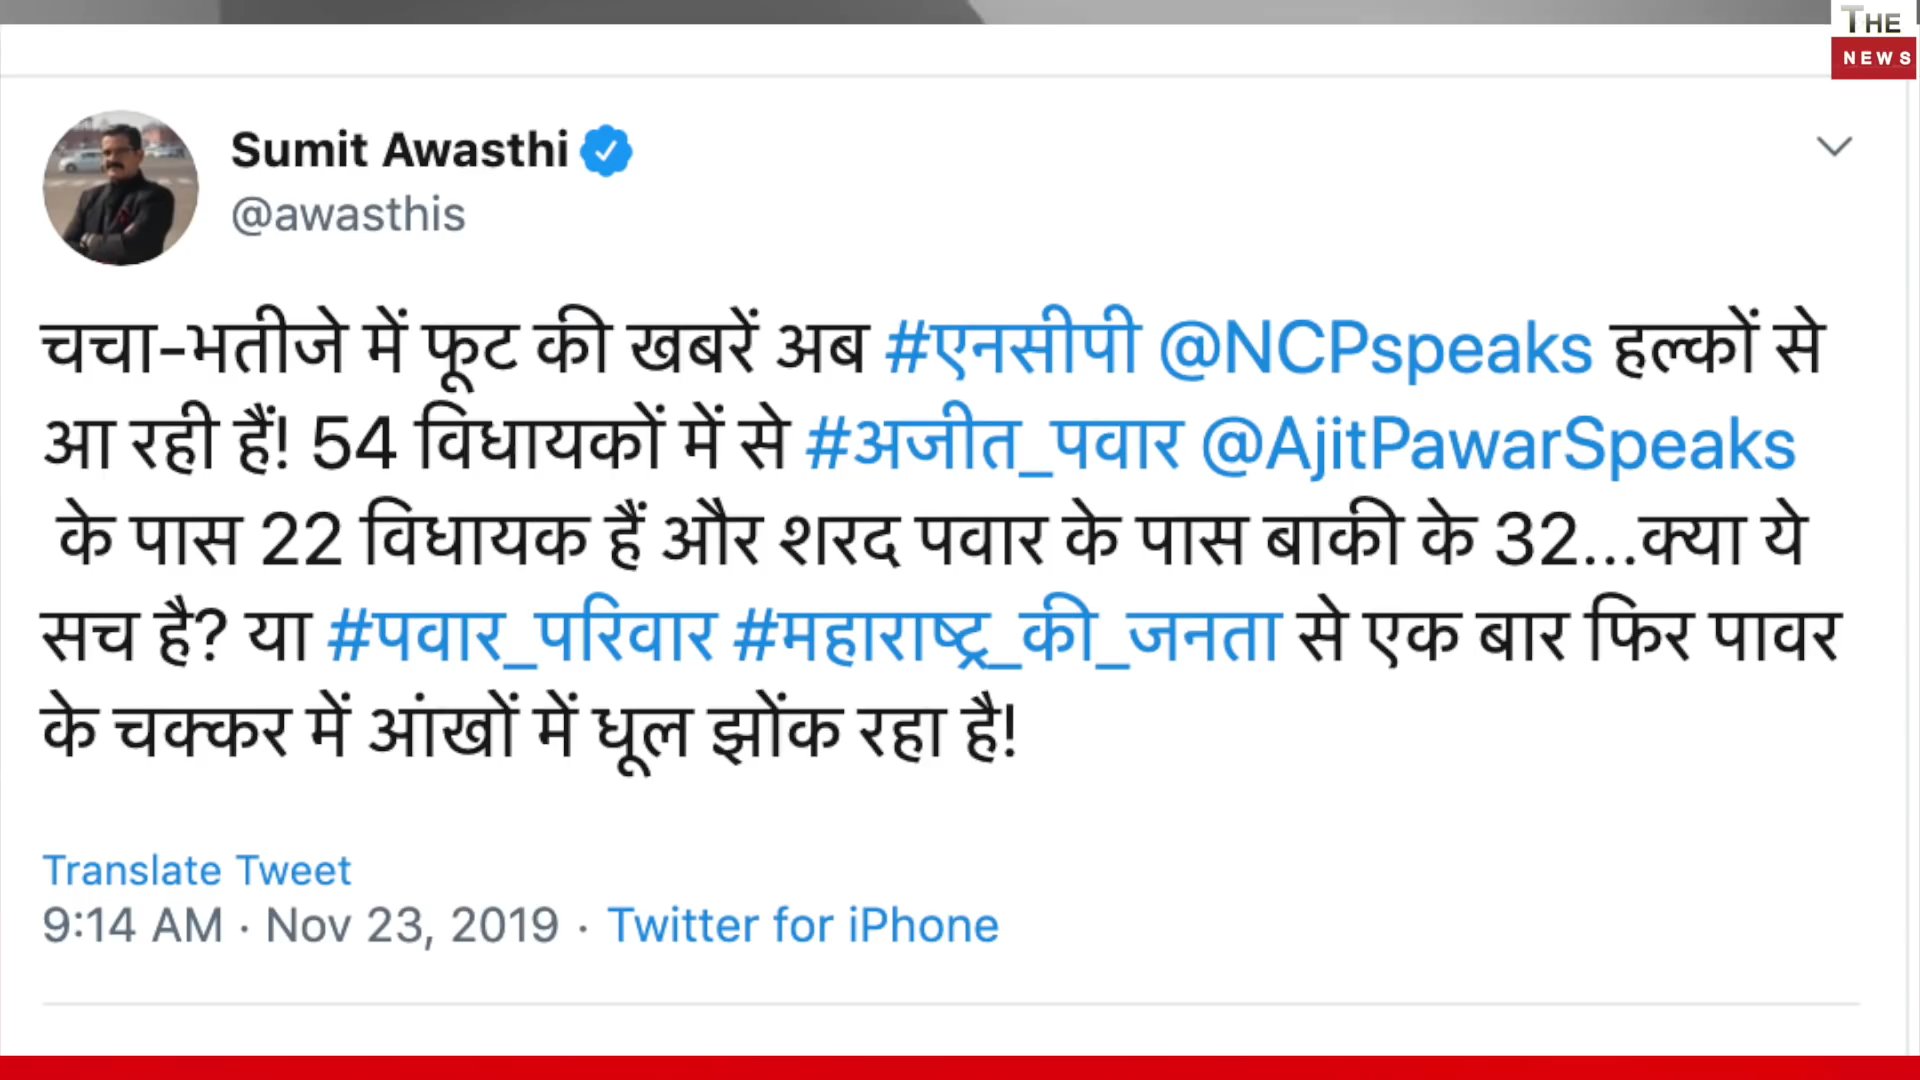 THE
NEWS
Sumit Awasthi
@awasthis
चचा-भतीजे में फूट की खबरें अब #एनसीपी @NCPspeaks हल्कों से
आ रही हैं! 54 विधायकों में से #अजीत_पवार @AjitPawarSpeaks
के पास 22 विधायक हैं और शरद पवार के पास बाकी के 32...क्या ये
सच है? या #पवार_परिवार #महाराष्ट्र_की_जनता से एक बार फिर पावर
के चक्कर में आंखों में धूल झोंक रहा है!
Translate Tweet
9:14 AM · Nov 23, 2019 · Twitter for iPhone